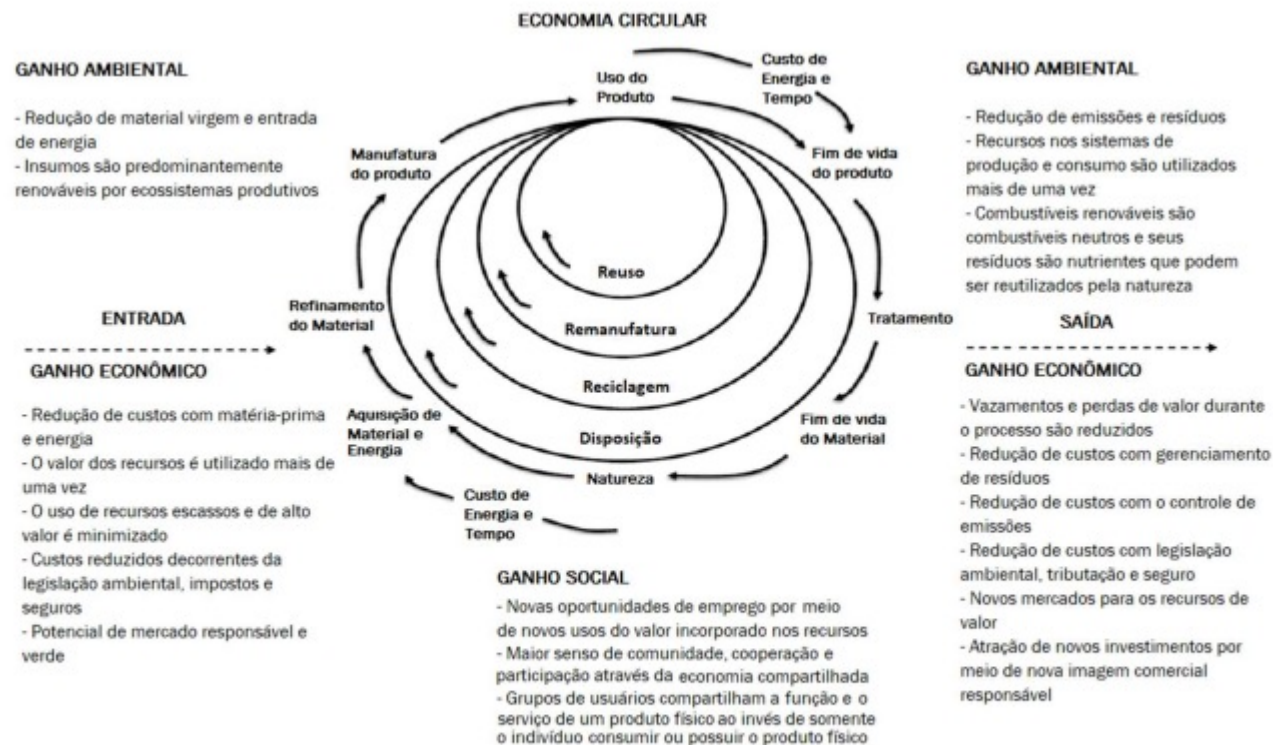 ECONOMIA CIRCULAR
GANHO AMBIENTAL
- Redução de material virgem e entrada
de energia
- Insumos são predominantemente
renováveis por ecossistemas produtivos
ENTRADA
GANHO ECONÔMICO
- Redução de custos com matéria-prima
e energia
- O valor dos recursos é utilizado mais de
uma vez
- O uso de recursos escassos e de alto
valor é minimizado
- Custos reduzidos decorrentes da
legislação ambiental, impostos e
seguros
- Potencial de mercado responsável e
verde
Uso do
Produto
Custo de
Energia e
Tempo
Manufatura
do produto
Fim de vida
do produto
Reuso
Refinamento
do Material
Remanufatura
Tratamento
Reciclagem
Aquisição de
Material e
Energia
Disposição
Fim de vida
do Material
Natureza
Custo de
Energia e
Tempo
GANHO SOCIAL
- Novas oportunidades de emprego por meio
de novos usos do valor incorporado nos recursos
- Maior senso de comunidade, cooperação e
participação através da economia compartilhada
- Grupos de usuários compartilham a função e o
serviço de um produto físico ao invés de somente
o indivíduo consumir ou possuir o produto físico
GANHO AMBIENTAL
- Redução de emissões e resíduos
- Recursos nos sistemas de
produção e consumo são utilizados
mais de uma vez
- Combustíveis renováveis são
combustíveis neutros e seus
resíduos são nutrientes que podem
ser reutilizados pela natureza
SAÍDA
GANHO ECONÔMICO
- Vazamentos e perdas de valor durante
o processo são reduzidos
- Redução de custos com gerenciamento
de resíduos
- Redução de custos com o controle de
emissões
- Redução de custos com legislação
ambiental, tributação e seguro
- Novos mercados para os recursos de
valor
- Atração de novos investimentos por
meio de nova imagem comercial
responsável